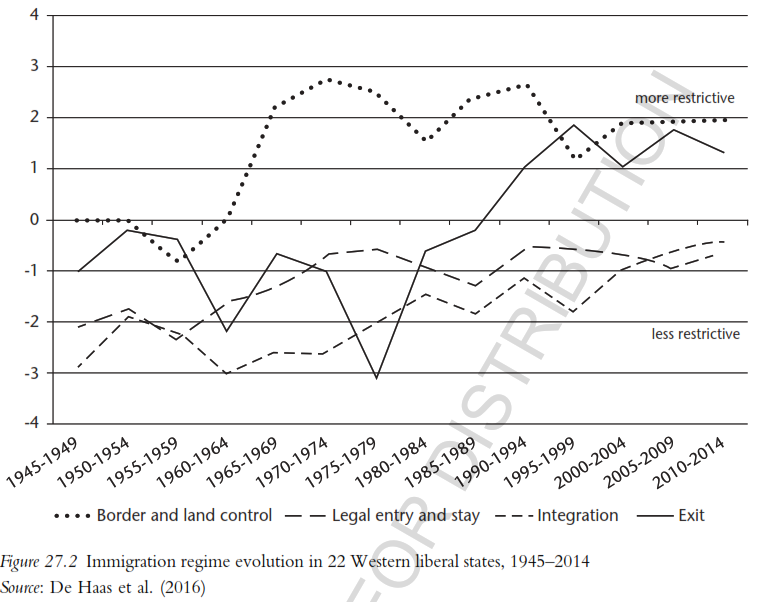 4
3
2
1
0
-1
-2
-3
-4
more restrictive
less restrictive
1945-1949
1950-1954
1955-1959
1960-1964
1965-1969
1970-1974
1975-1979
1980-1984
1985-1989
1990-1994
1995-1999
2000-2004
2005-2009
2010-2014
Border and land control
Legal entry and stay
Integration
Exit
Figure 27.2 Immigration regime evolution in 22 Western liberal states, 1945–2014
Source: De Haas et al. (2016)
FOR DISTRIBUTION